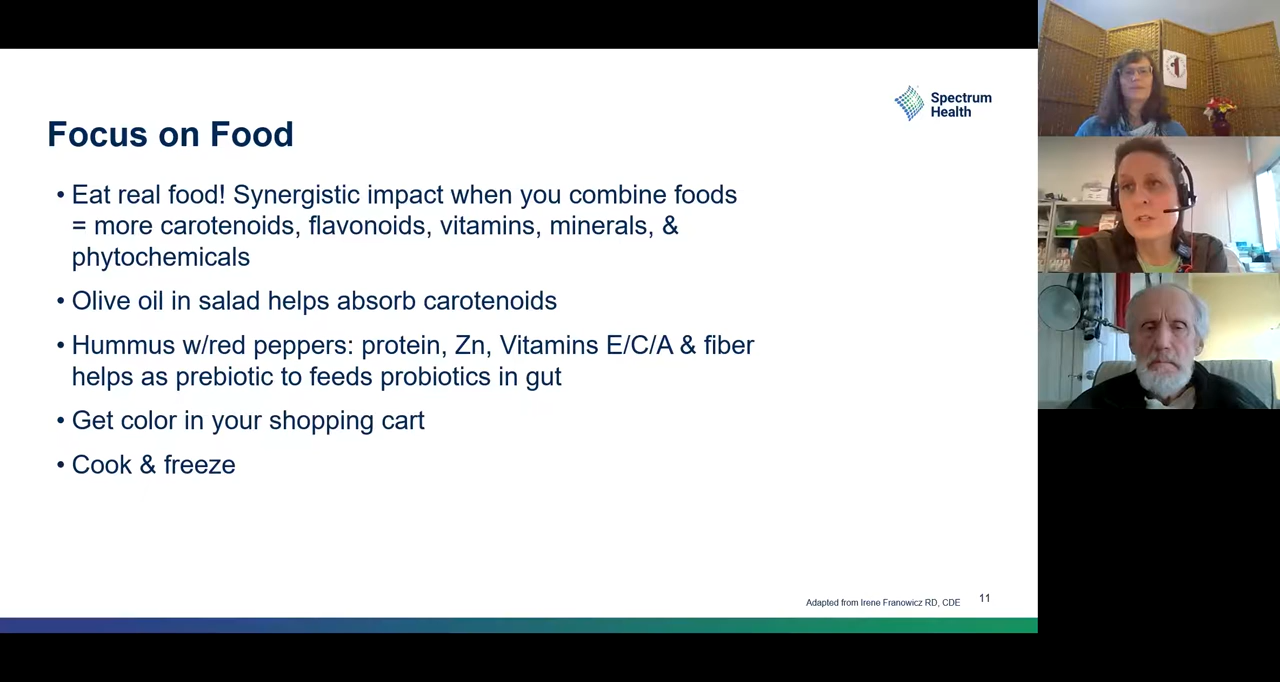 Spectrum
Health
Focus on Food
• Eat real food! Synergistic impact when you combine foods
= more carotenoids, flavonoids, vitamins, minerals, &
phytochemicals
• Olive oil in salad helps absorb carotenoids
• Hummus w/red peppers: protein, Zn, Vitamins E/C/A & fiber
helps as prebiotic to feeds probiotics in gut
• Get color in your shopping cart
• Cook & freeze
Adapted from Irene Franowicz RD, CDE
11